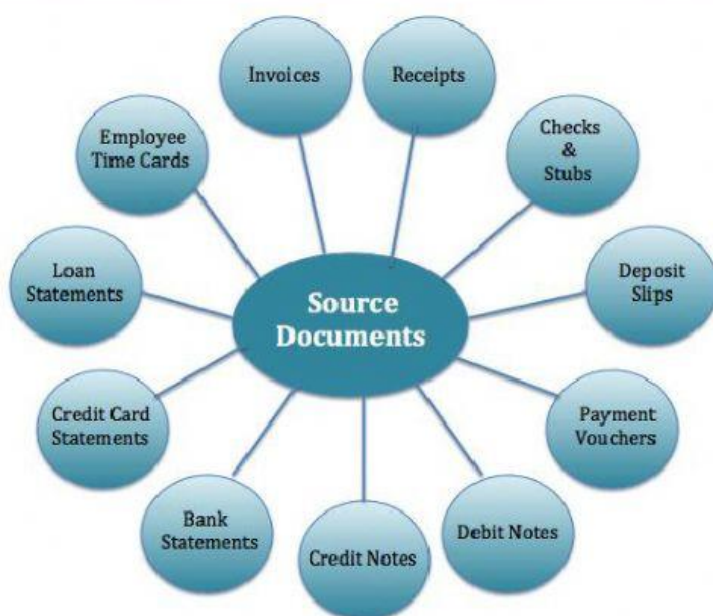 Source
Documents
Invoices
Receipts
Checks
&
Stubs
Deposit
Slips
Payment
Vouchers
Debit Notes
Credit Notes
Bank
Statements
Credit Card
Statements
Loan
Statements
Employee
Time Cards